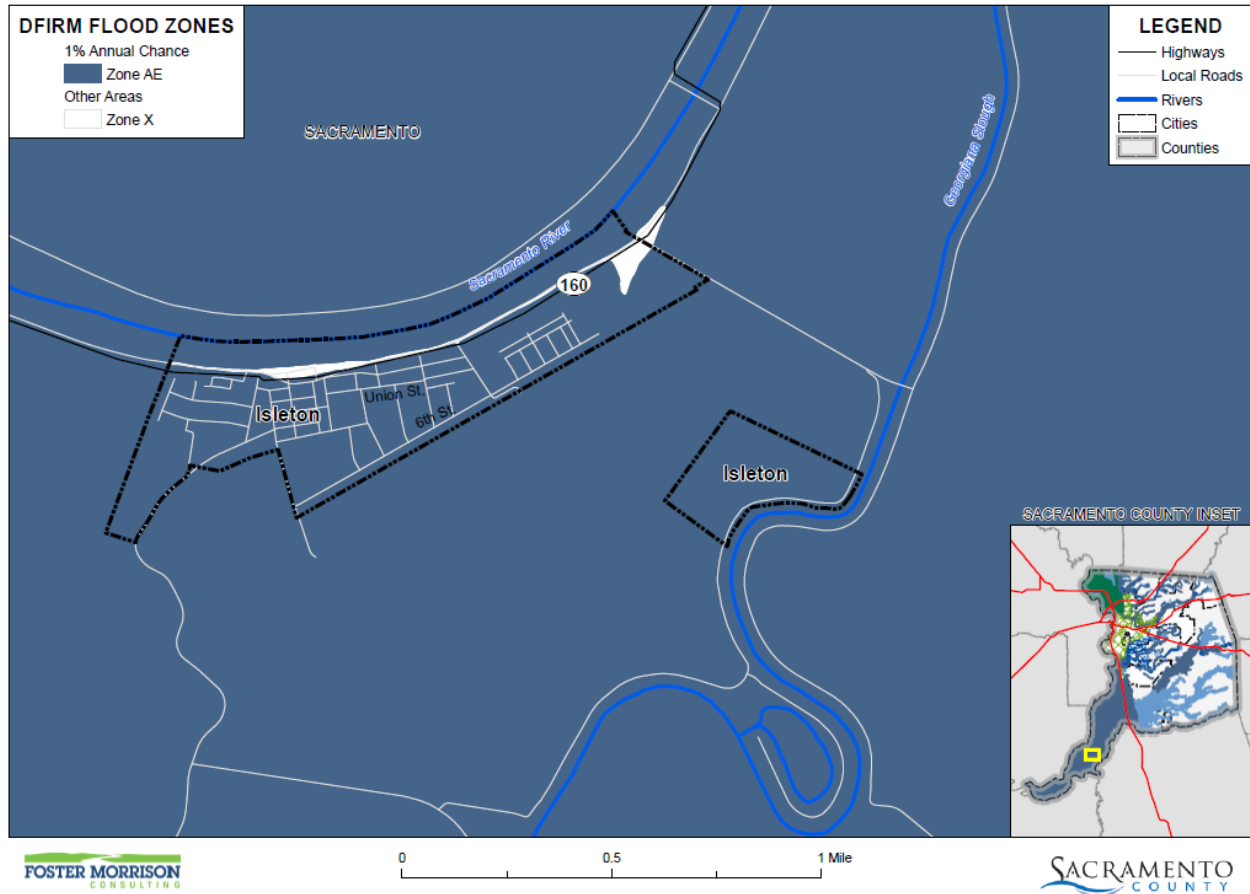 DFIRM FLOOD ZONES
1% Annual Chance
Zone AE
Other Areas
Zone X
LEGEND
Highways
Local Roads
Rivers
Cities
Counties
SACRAMENTO
Georgiana Slough
Sacramento River
160
Union St.
Isleton
6th St.
Isleton
SACRAMENTO COUNTY INSET
FOSTER MORRISON
CONSULTING
0
0.5
1 Mile
SACRAMENTO
COUNTY